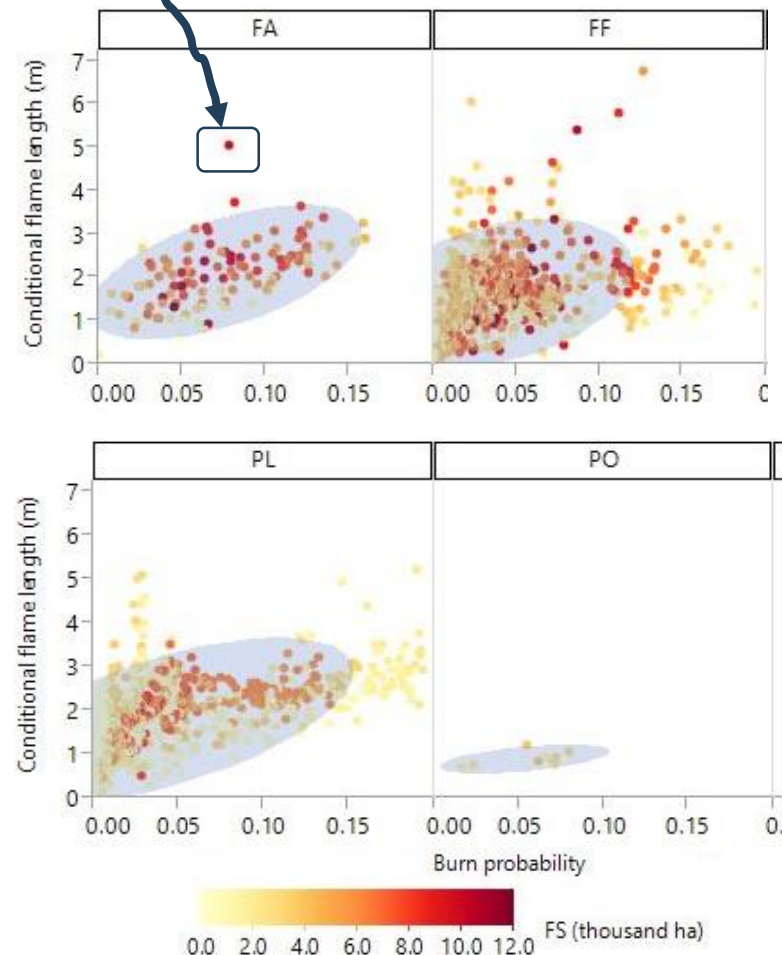 FA FF
Conditional flame length (m)
7
6
5
4
3
2
1
0
0.00 0.05 0.10 0.15 0.00 0.05 0.10 0.15
PL PO
Conditional flame length (m)
7
6
5
4
3
2
1
0
0.00 0.05 0.10 0.15 0.00 0.05 0.10 0.15 0.
Burn probability
0.0 2.0 4.0 6.0 8.0 10.0 12.0
FS (thousand ha)